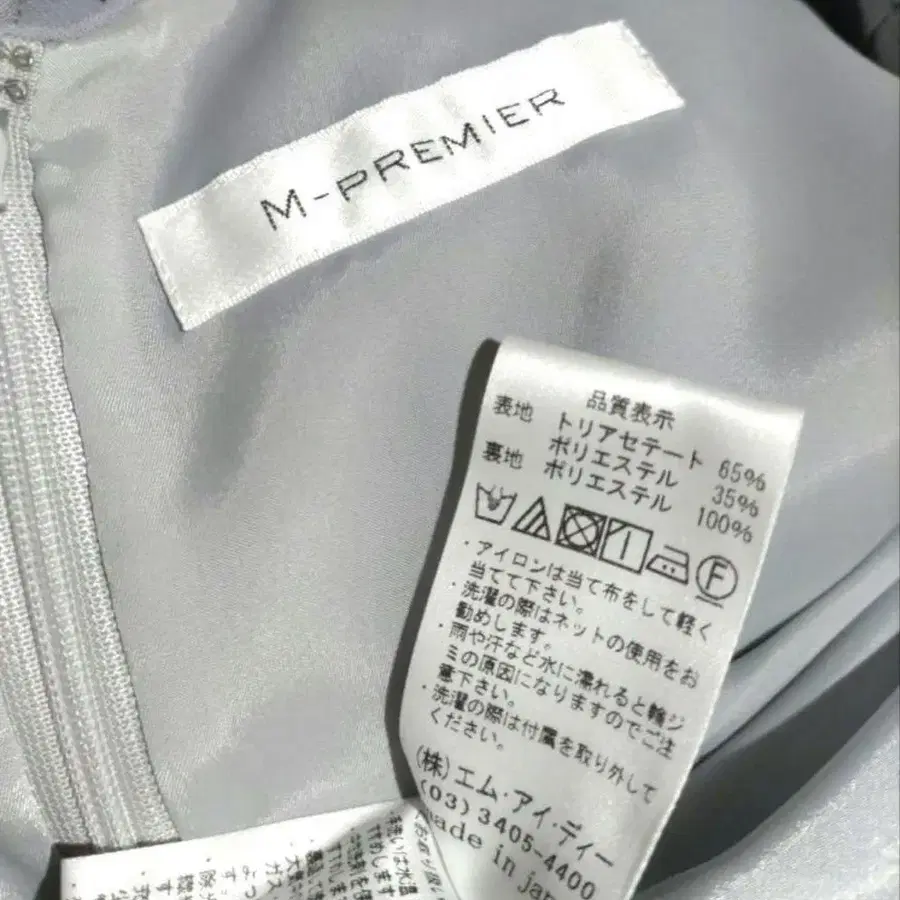 M-PREMIER
品質表示
表地 トリアセテート 65%
ポリエステル 35%
裏地 ポリエステル 100%
F
・アイロンは当て布をして軽く
当てて下さい。
・洗濯の際はネットの使用をお
勧めします。
・雨や汗など水に濡れると輪ジ
ミの原因になりますのでご注
意下さい。
・洗濯の際は付属を取り外して
ください。
(株)エム・アイ・ディー
(03)3405-4400
made in japan